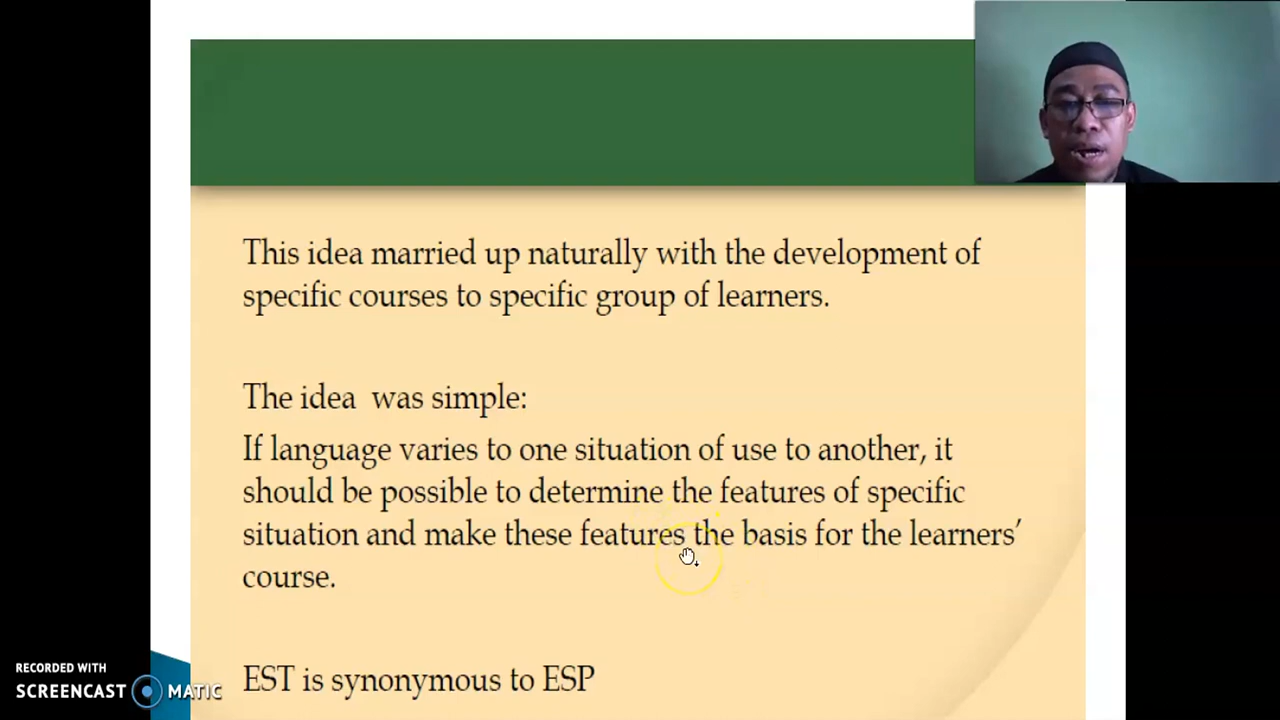 This idea married up naturally with the development of
specific courses to specific group of learners.
The idea was simple:
If language varies to one situation of use to another, it
should be possible to determine the features of specific
situation and make these features the basis for the learners’
course.
EST is synonymous to ESP
RECORDED WITH
SCREENCAST MATIC